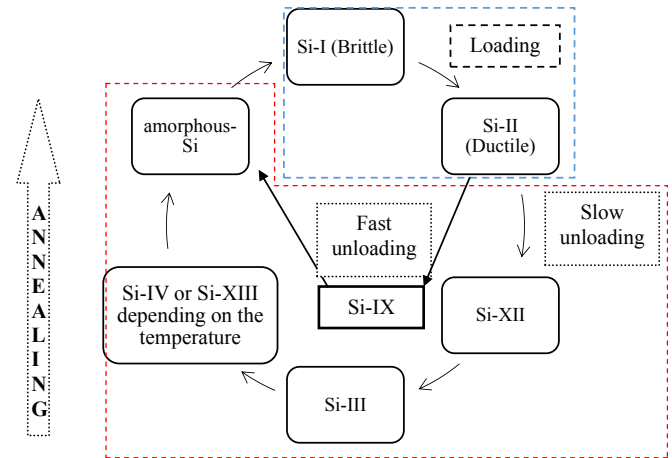 Si-I (Brittle)
Loading
amorphous-
Si
Si-II
(Ductile)
Fast
unloading
Slow
unloading
Si-IV or Si-XIII
depending on the
temperature
Si-IX
Si-XII
Si-III
ANNEALING